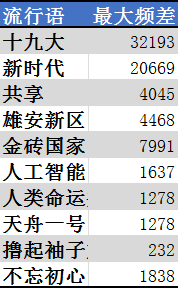 流行语 最大频差
十九大 32193
新时代 20669
共享 4045
雄安新区 4468
金砖国家 7991
人工智能 1637
人类命运 1278
天舟一号 1278
撸起袖子 232
不忘初心 1838